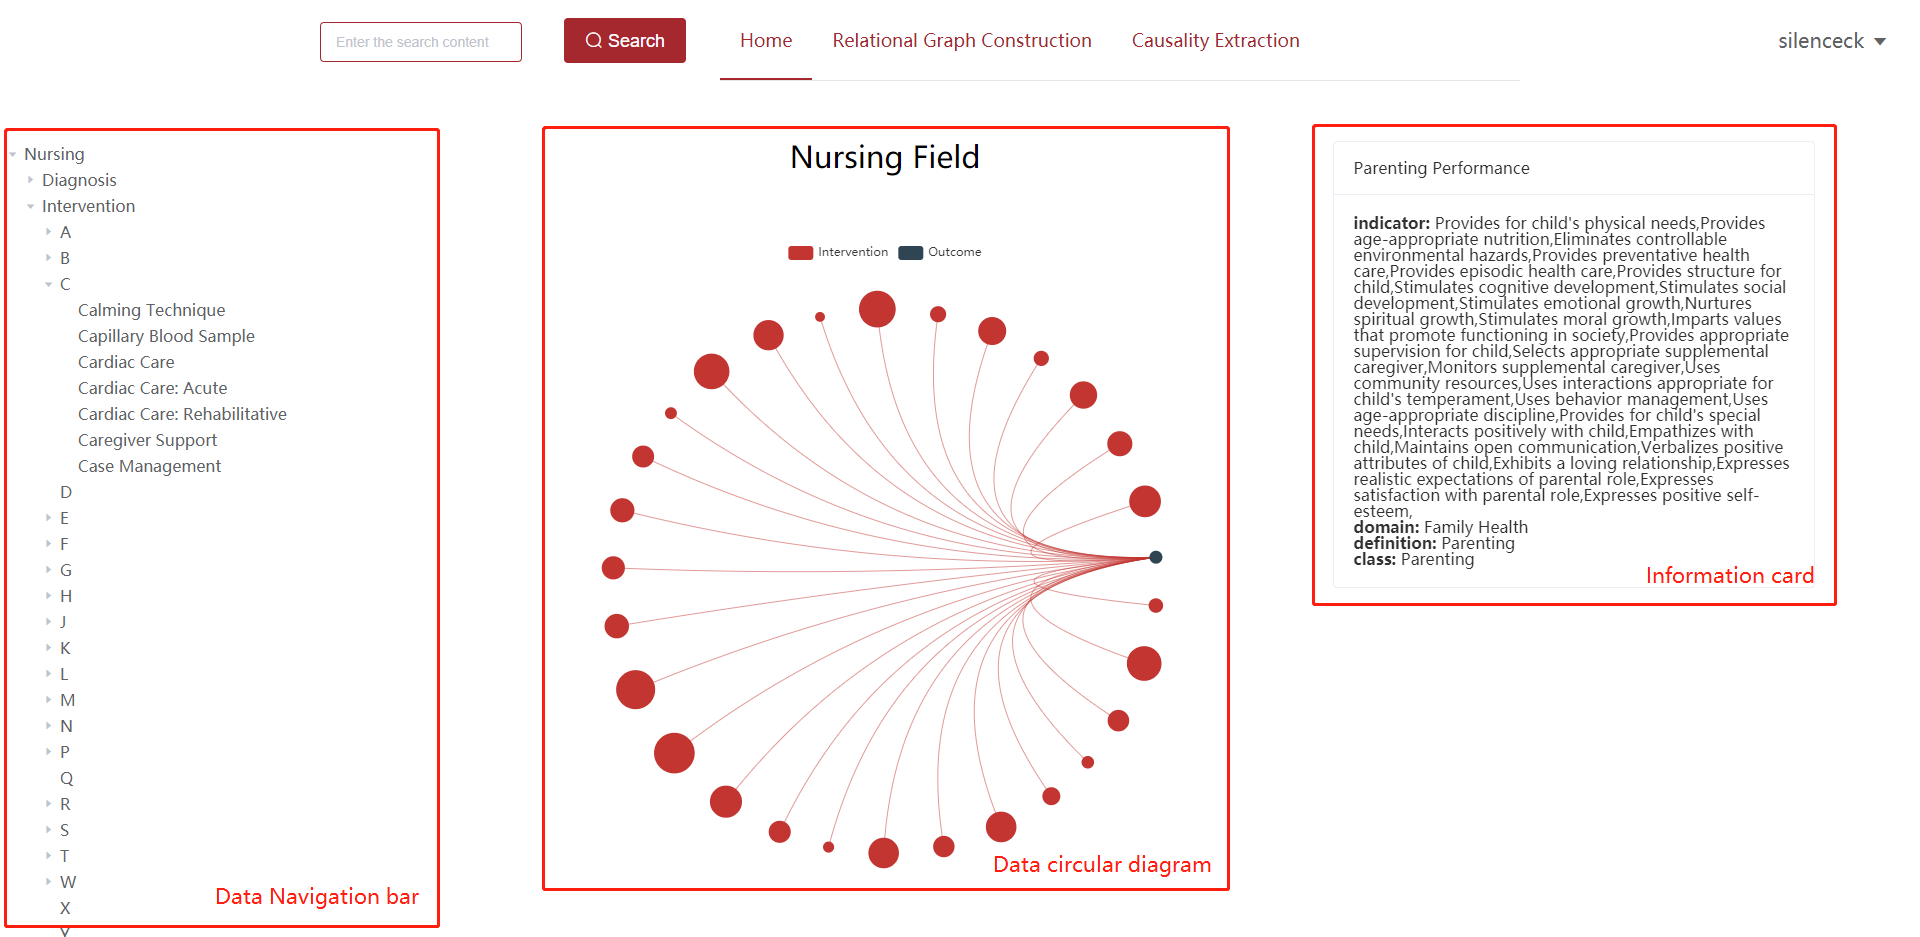 Enter the search content
Search
Home
Relational Graph Construction
Causality Extraction
silenceck
Nursing
Diagnosis
Intervention
A
B
C
Calming Technique
Capillary Blood Sample
Cardiac Care
Cardiac Care: Acute
Cardiac Care: Rehabilitative
Caregiver Support
Case Management
D
E
F
G
H
J
K
L
M
N
P
Q
R
S
T
W
X
Data Navigation bar
Nursing Field
Intervention
Outcome
Data circular diagram
Parenting Performance
indicator: Provides for child's physical needs,Provides
age-appropriate nutrition,Eliminates controllable
environmental hazards,Provides preventative health
care,Provides episodic health care,Provides structure for
child,Stimulates cognitive development,Stimulates social
development,Stimulates emotional growth,Nurtures
spiritual growth,Stimulates moral growth,Imparts values
that promote functioning in society,Provides appropriate
supervision for child,Selects appropriate supplemental
caregiver,Monitors supplemental caregiver,Uses
community resources,Uses interactions appropriate for
child's temperament,Uses behavior management,Uses
age-appropriate discipline,Provides for child's special
needs,Interacts positively with child,Empathizes with
child,Maintains open communication,Verbalizes positive
attributes of child,Exhibits a loving relationship,Expresses
realistic expectations of parental role,Expresses
satisfaction with parental role,Expresses positive self-
esteem,
domain: Family Health
definition: Parenting
class: Parenting
Information card